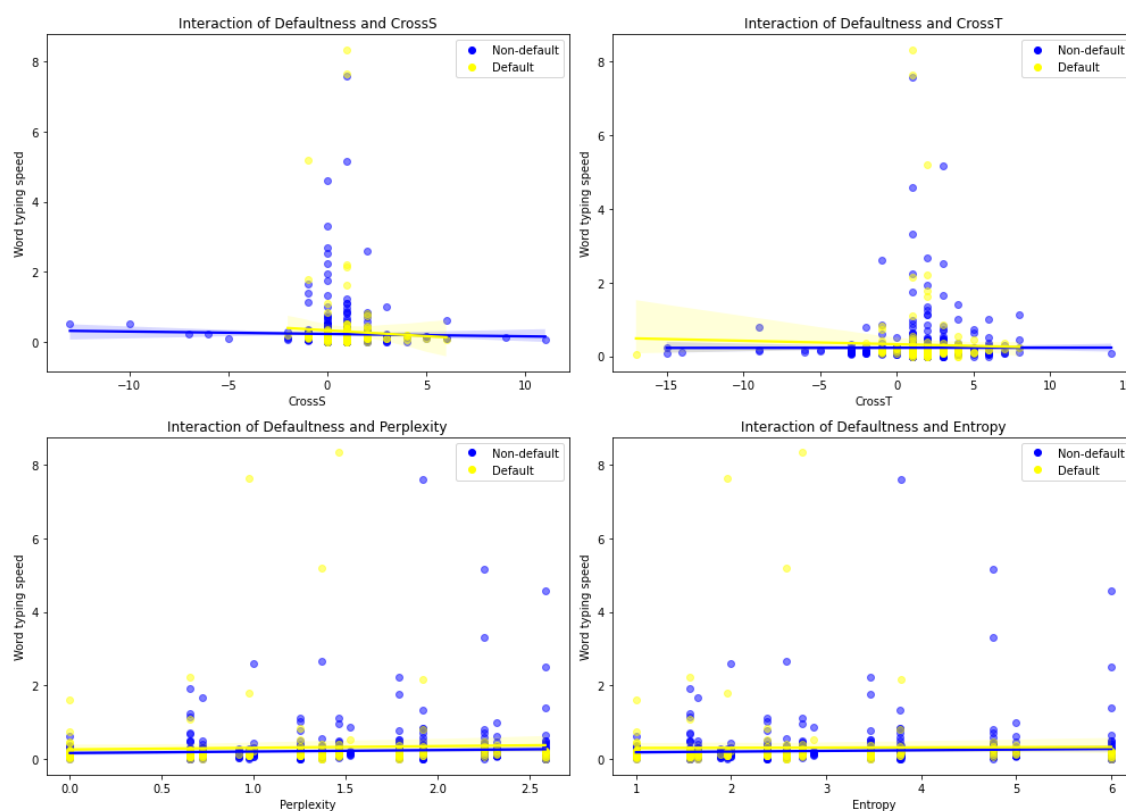 Interaction of Defaultness and CrossS
Non-default
Default
Word typing speed
8
6
4
2
0
−10
−5
0
5
10
CrossS
Interaction of Defaultness and CrossT
Non-default
Default
Word typing speed
8
6
4
2
0
−15
−10
−5
0
5
10
15
CrossT
Interaction of Defaultness and Perplexity
Non-default
Default
Word typing speed
8
6
4
2
0
0.0
0.5
1.0
1.5
2.0
2.5
Perplexity
Interaction of Defaultness and Entropy
Non-default
Default
Word typing speed
8
6
4
2
0
1
2
3
4
5
6
Entropy